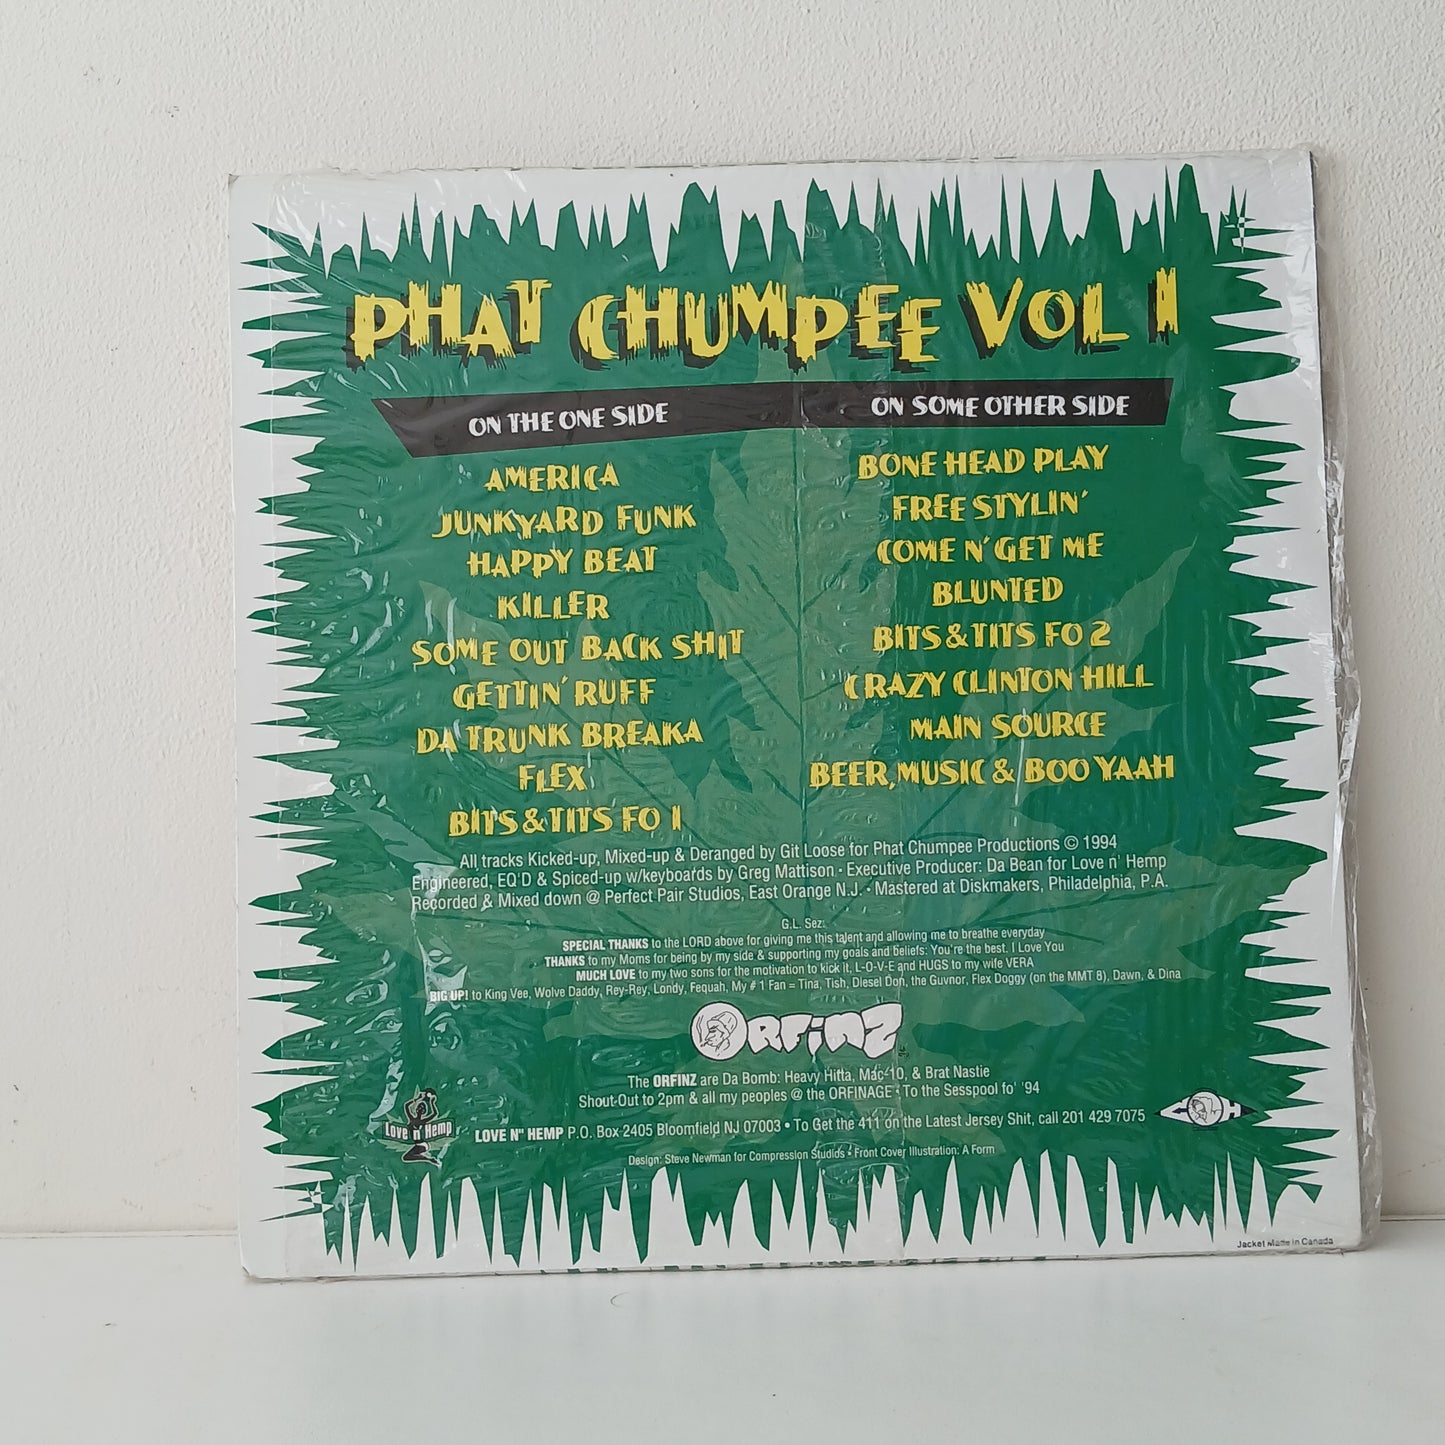 PHAT CHUMPEE VOL 1
ON THE ONE SIDE
AMERICA
JUNKYARD FUNK
HAPPY BEAT
KILLER
SOME OUT BACK SHIT
GETTIN' RUFF
DA TRUNK BREAKA
FLEX
BITS & TITS FO 1
ON SOME OTHER SIDE
BONE HEAD PLAY
FREE STYLIN'
COME N' GET ME
BLUNTED
BITS & TITS FO 2
CRAZY CLINTON HILL
MAIN SOURCE
BEER, MUSIC & BOO YAAH
All tracks Kicked-up, Mixed-up & Deranged by Git Loose for Phat Chumpee Productions © 1994
Engineered, EQ'D & Spiced-up w/keyboards by Greg Mattison • Executive Producer: Da Bean for Love n' Hemp
Recorded & Mixed down @ Perfect Pair Studios, East Orange N.J. • Mastered at Diskmakers, Philadelphia, P.A.
G.L. Sez:
SPECIAL THANKS to the LORD above for giving me this talent and allowing me to breathe everyday
THANKS to my Moms for being by my side & supporting my goals and beliefs: You're the best. I Love You
MUCH LOVE to my two sons for the motivation to kick it, L-O-V-E and HUGS to my wife VERA
BIG UP! to King Vee, Wolve Daddy, Rey-Rey, Londy, Fequah, My # 1 Fan = Tina, Tish, Diesel Don, the Guvnor, Flex Doggy (on the MMT 8), Dawn, & Dina
ORFiNZ
The ORFINZ are Da Bomb: Heavy Hitta, Mac-10, & Brat Nastie
Shout-Out to 2pm & all my peoples @ the ORFINAGE • To the Sesspool fo' '94
Love n' Hemp
LOVE N" HEMP P.O. Box 2405 Bloomfield NJ 07003 • To Get the 411 on the Latest Jersey Shit, call 201 429 7075
Design: Steve Newman for Compression Studios • Front Cover Illustration: A Form
Jacket Made in Canada